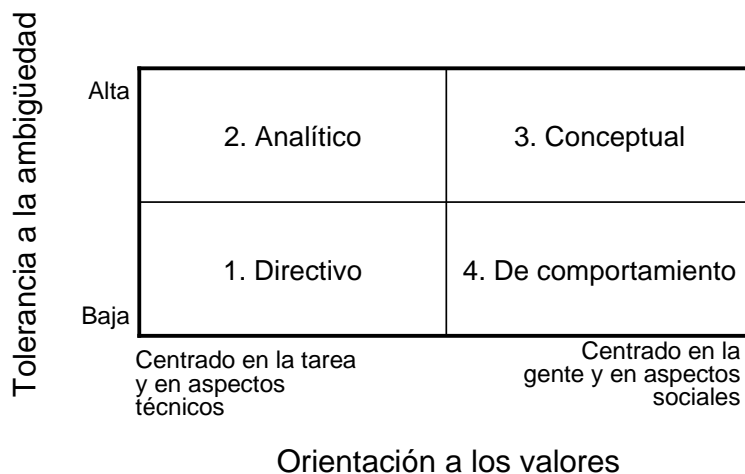 Tolerancia a la ambigüedad
Alta
2. Analítico
3. Conceptual
1. Directivo
4. De comportamiento
Baja
Centrado en la tarea
y en aspectos
técnicos
Centrado en la
gente y en aspectos
sociales
Orientación a los valores